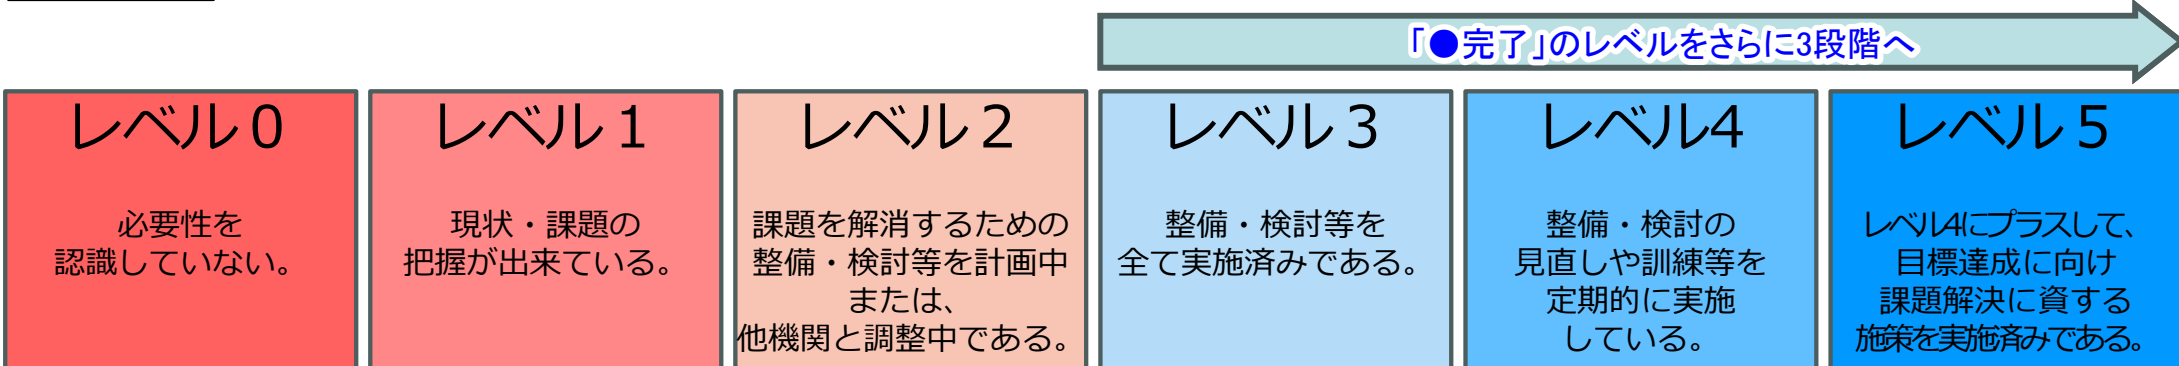 「●完了」のレベルをさらに3段階へ
レベル０
必要性を
認識していない。
レベル１
現状・課題の
把握が出来ている。
レベル２
課題を解消するための
整備・検討等を計画中
または、
他機関と調整中である。
レベル３
整備・検討等を
全て実施済みである。
レベル4
整備・検討の
見直しや訓練等を
定期的に実施
している。
レベル５
レベル4にプラスして、
目標達成に向け
課題解決に資する
施策を実施済みである。